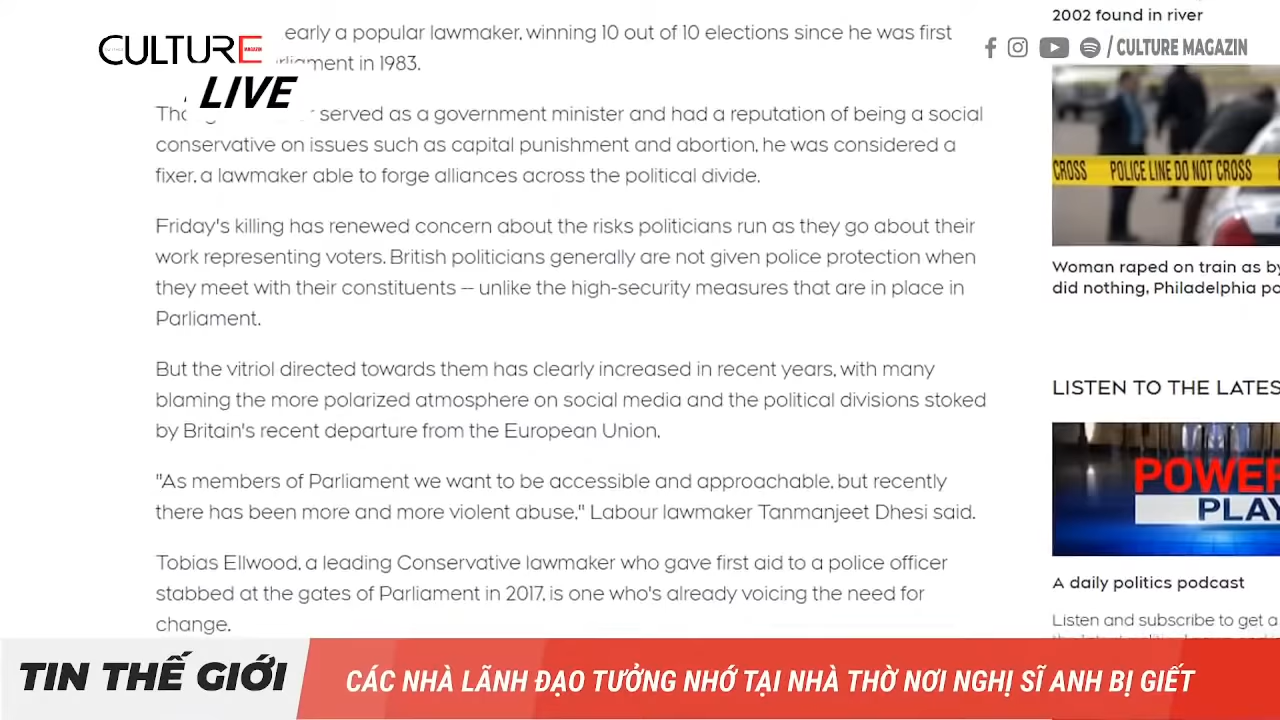 CULTURE
MAGAZIN
LIVE
/ CULTURE MAGAZIN
early a popular lawmaker, winning 10 out of 10 elections since he was first
in 1983.
served as a government minister and had a reputation of being a social
conservative on issues such as capital punishment and abortion, he was considered a
fixer, a lawmaker able to forge alliances across the political divide.
Friday's killing has renewed concern about the risks politicians run as they go about their
work representing voters. British politicians generally are not given police protection when
they meet with their constituents -- unlike the high-security measures that are in place in
Parliament.
But the vitriol directed towards them has clearly increased in recent years, with many
blaming the more polarized atmosphere on social media and the political divisions stoked
by Britain's recent departure from the European Union.
"As members of Parliament we want to be accessible and approachable, but recently
there has been more and more violent abuse," Labour lawmaker Tanmanjeet Dhesi said.
Tobias Ellwood, a leading Conservative lawmaker who gave first aid to a police officer
stabbed at the gates of Parliament in 2017, is one who's already voicing the need for
change.
2002 found in river
CROSS POLICE LINE DO NOT CROSS
Woman raped on train as by
did nothing, Philadelphia po
LISTEN TO THE LATES
POWER
PLAY
A daily politics podcast
Listen and subscribe to get a
TIN THẾ GIỚI
CÁC NHÀ LÃNH ĐẠO TƯỞNG NHỚ TẠI NHÀ THỜ NƠI NGHỊ SĨ ANH BỊ GIẾT